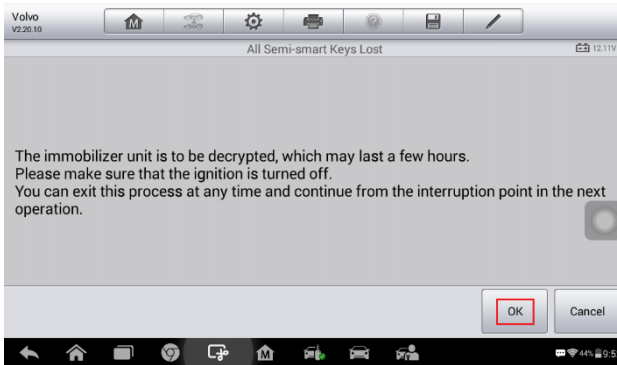 Volvo
V2.20.10
All Semi-smart Keys Lost
12.11V
The immobilizer unit is to be decrypted, which may last a few hours.
Please make sure that the ignition is turned off.
You can exit this process at any time and continue from the interruption point in the next
operation.
OK
Cancel
44%
9:5